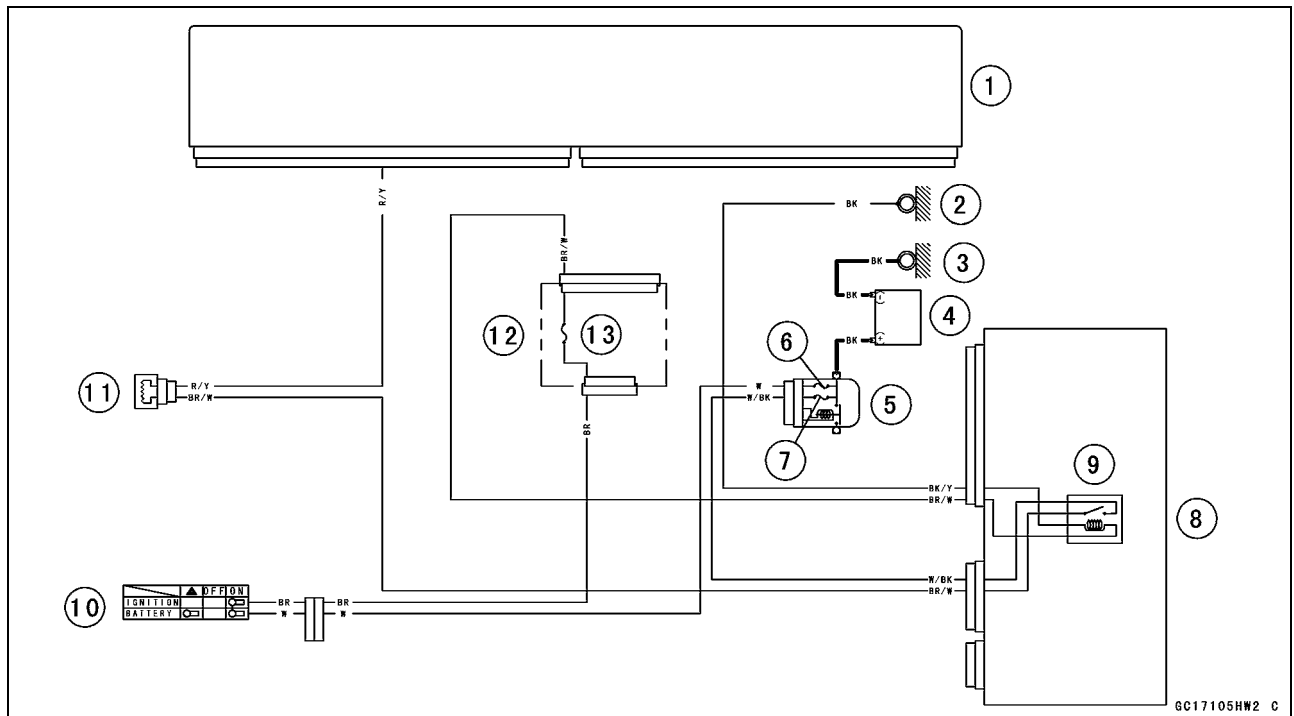 1
R/Y
BK
2
BR/W
BK
3
BK
-
4
12
13
6
+
BK
11
R/Y
BR/W
W
W/BK
5
BR
7
9
BK/Y
BR/W
8
▲ OFF ON
IGNITION
BATTERY
10
BR BR
W W
W/BK
BR/W
GC17105HW2 C